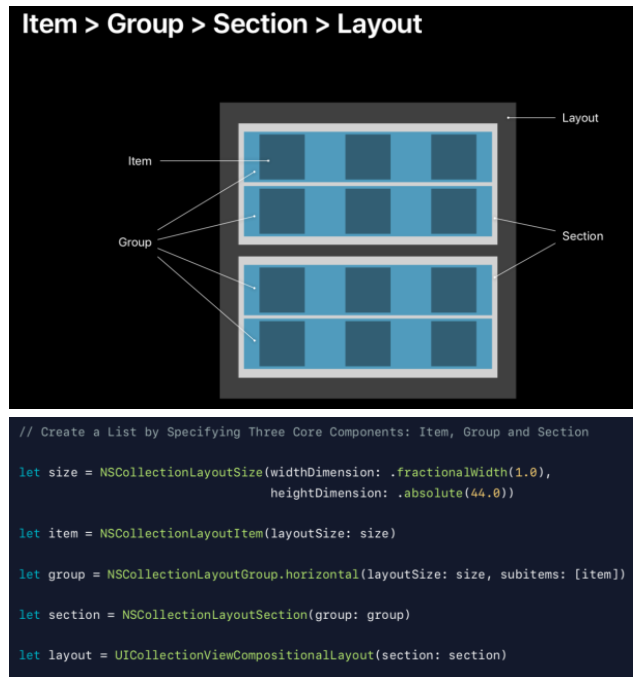 Item > Group > Section > Layout
Layout
Item
Group
Section
// Create a List by Specifying Three Core Components: Item, Group and Section
let size = NSCollectionLayoutSize(widthDimension: .fractionalWidth(1.0),
heightDimension: .absolute(44.0))
let item = NSCollectionLayoutItem(layoutSize: size)
let group = NSCollectionLayoutGroup.horizontal(layoutSize: size, subitems: [item])
let section = NSCollectionLayoutSection(group: group)
let layout = UICollectionViewCompositionalLayout(section: section)